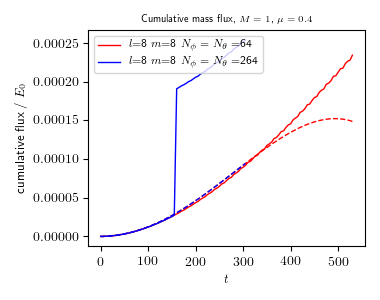 Cumulative mass flux, M = 1, μ = 0.4
l=8 m=8 N_ϕ = N_θ =64
l=8 m=8 N_ϕ = N_θ =264
cumulative flux / E_0
0.00025
0.00020
0.00015
0.00010
0.00005
0.00000
0 100 200 300 400 500
t